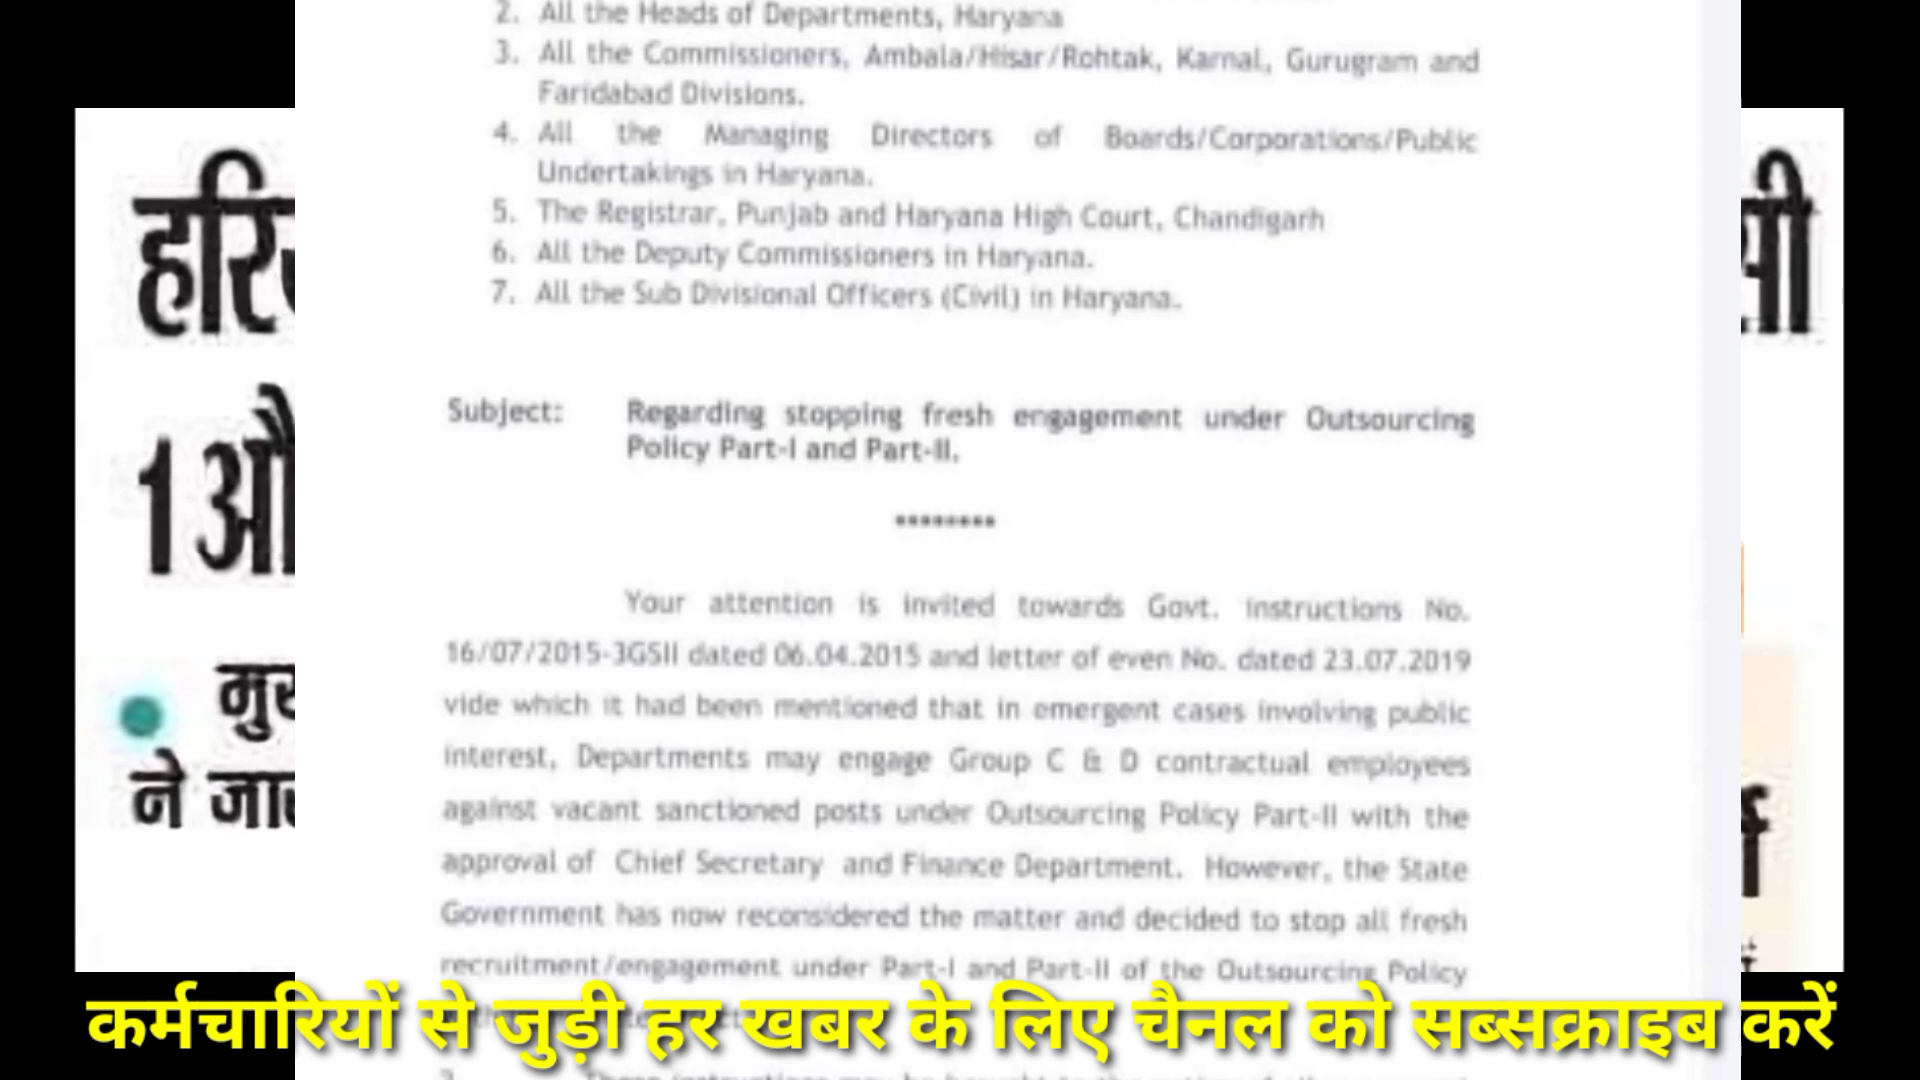 2. All the Heads of Departments, Haryana
3. All the Commissioners, Ambala/Hisar/Rohtak, Karnal, Gurugram and
Faridabad Divisions.
4. All the Managing Directors of Boards/Corporations/Public
Undertakings in Haryana.
5. The Registrar, Punjab and Haryana High Court, Chandigarh
6. All the Deputy Commissioners in Haryana.
7. All the Sub Divisional Officers (Civil) in Haryana.
Subject: Regarding stopping fresh engagement under Outsourcing
Policy Part-I and Part-II.
********
Your attention is invited towards Govt. instructions No.
16/07/2015-3GSII dated 06.04.2015 and letter of even No. dated 23.07.2019
vide which it had been mentioned that in emergent cases involving public
interest, Departments may engage Group C & D contractual employees
against vacant sanctioned posts under Outsourcing Policy Part-II with the
approval of Chief Secretary and Finance Department. However, the State
Government has now reconsidered the matter and decided to stop all fresh
recruitment/engagement under Part-I and Part-II of the Outsourcing Policy
1
ने
कर्मचारियों से जुड़ी हर खबर के लिए चैनल को सब्सक्राइब करें